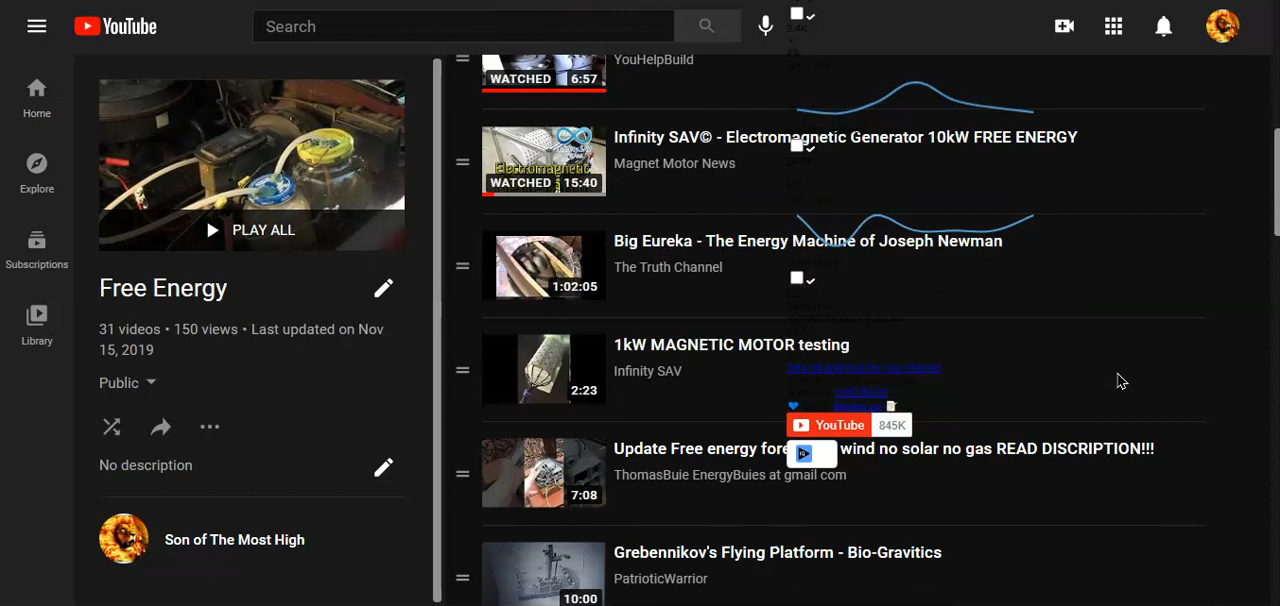 YouTube
Search
Home
Explore
Subscriptions
Library
PLAY ALL
Free Energy
31 videos • 150 views • Last updated on Nov
15, 2019
Public
No description
Son of The Most High
WATCHED 6:57
YouHelpBuild
Electromagnetic
WATCHED 15:40
Infinity SAV© - Electromagnetic Generator 10kW FREE ENERGY
Magnet Motor News
1:02:05
Big Eureka - The Energy Machine of Joseph Newman
The Truth Channel
2:23
1kW MAGNETIC MOTOR testing
Infinity SAV
YouTube 845K
7:08
Update Free energy fore wind no solar no gas READ DISCRIPTION!!!
ThomasBuie EnergyBuies at gmail com
10:00
Grebennikov's Flying Platform - Bio-Gravitics
PatrioticWarrior